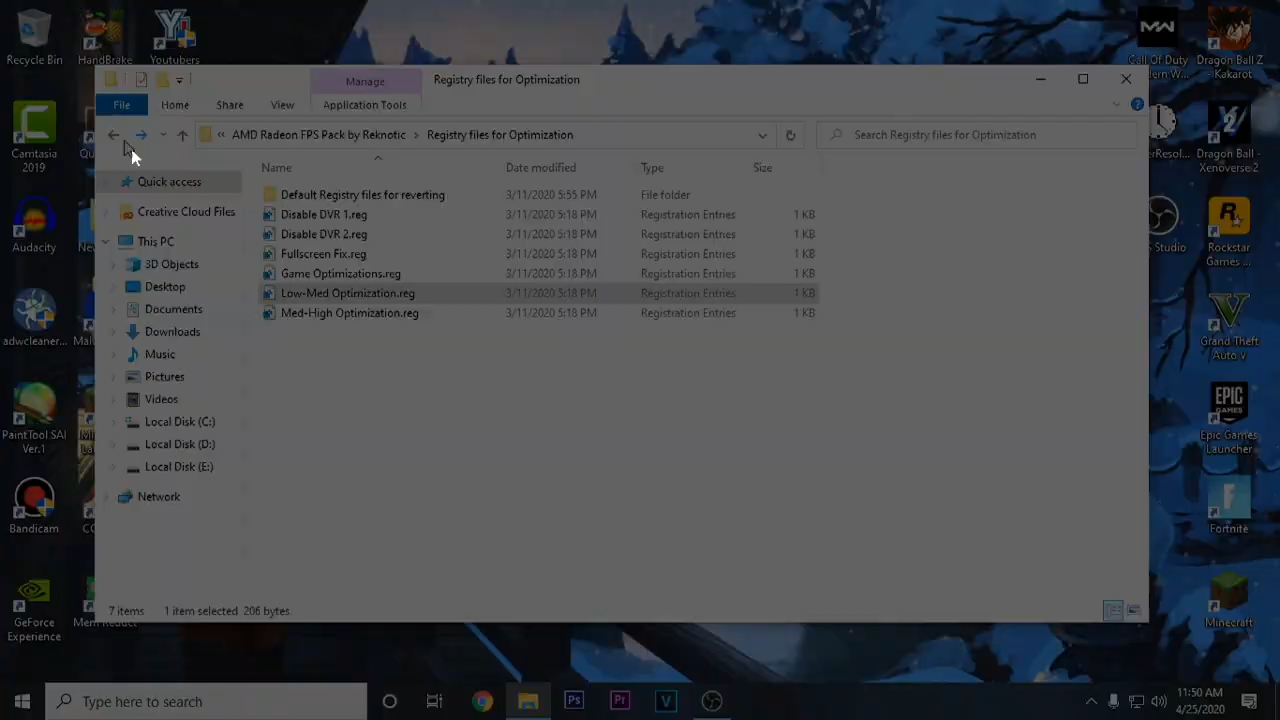 Recycle Bin
HandBrake
Youtubers
Call Of Duty
Dragon Ball Z
- Kakarot
Manage
Registry files for Optimization
File
Home
Share
View
Application Tools
AMD Radeon FPS Pack by Reknotic
Registry files for Optimization
Search Registry files for Optimization
Camtasia
2019
Dragon Ball -
Xenoverse 2
Name
Date modified
Type
Size
Quick access
Creative Cloud Files
This PC
3D Objects
Desktop
Documents
Downloads
Music
Pictures
Videos
Local Disk (C:)
Local Disk (D:)
Local Disk (E:)
Network
Default Registry files for reverting 3/11/2020 5:55 PM File folder
Disable DVR 1.reg 3/11/2020 5:18 PM Registration Entries 1 KB
Disable DVR 2.reg 3/11/2020 5:18 PM Registration Entries 1 KB
Fullscreen Fix.reg 3/11/2020 5:18 PM Registration Entries 1 KB
Game Optimizations.reg 3/11/2020 5:18 PM Registration Entries 1 KB
Low-Med Optimization.reg 3/11/2020 5:18 PM Registration Entries 1 KB
Med-High Optimization.reg 3/11/2020 5:18 PM Registration Entries 1 KB
Audacity
Studio
Rockstar
Games ...
adwcleaner...
Grand Theft
Auto V
PaintTool SAI
Ver.1
Epic Games
Launcher
Bandicam
Fortnite
GeForce
Experience
Mem Reduct
Minecraft
7 items
1 item selected 206 bytes
Type here to search
11:50 AM
4/25/2020